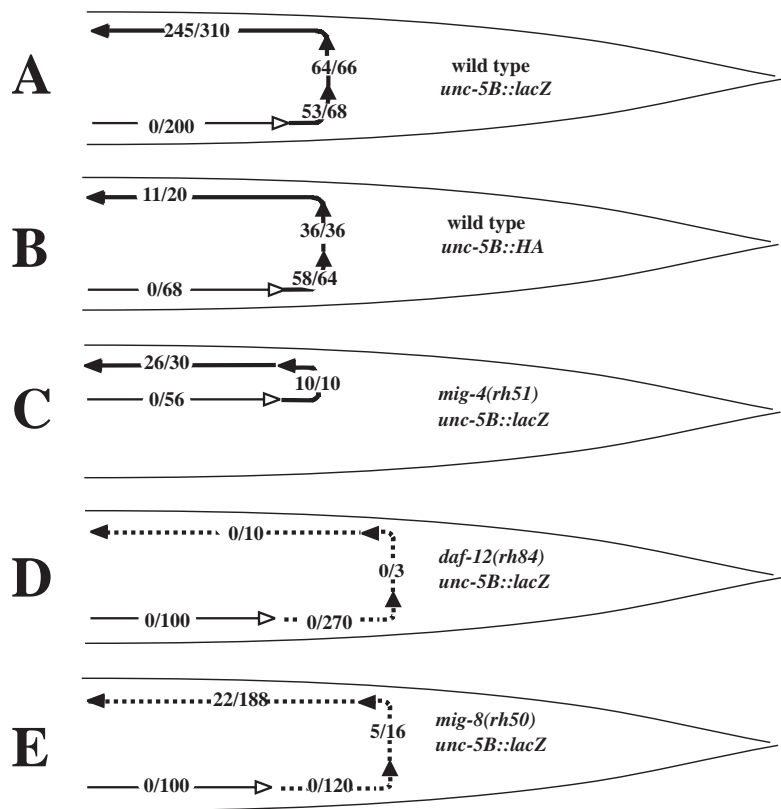 A
245/310
64/66
53/68
0/200
wild type
unc-5B::lacZ
B
11/20
36/36
58/64
0/68
wild type
unc-5B::HA
C
26/30
10/10
0/56
mig-4(rh51)
unc-5B::lacZ
D
0/10
0/3
0/100
0/270
daf-12(rh84)
unc-5B::lacZ
E
22/188
5/16
0/100
0/120
mig-8(rh50)
unc-5B::lacZ